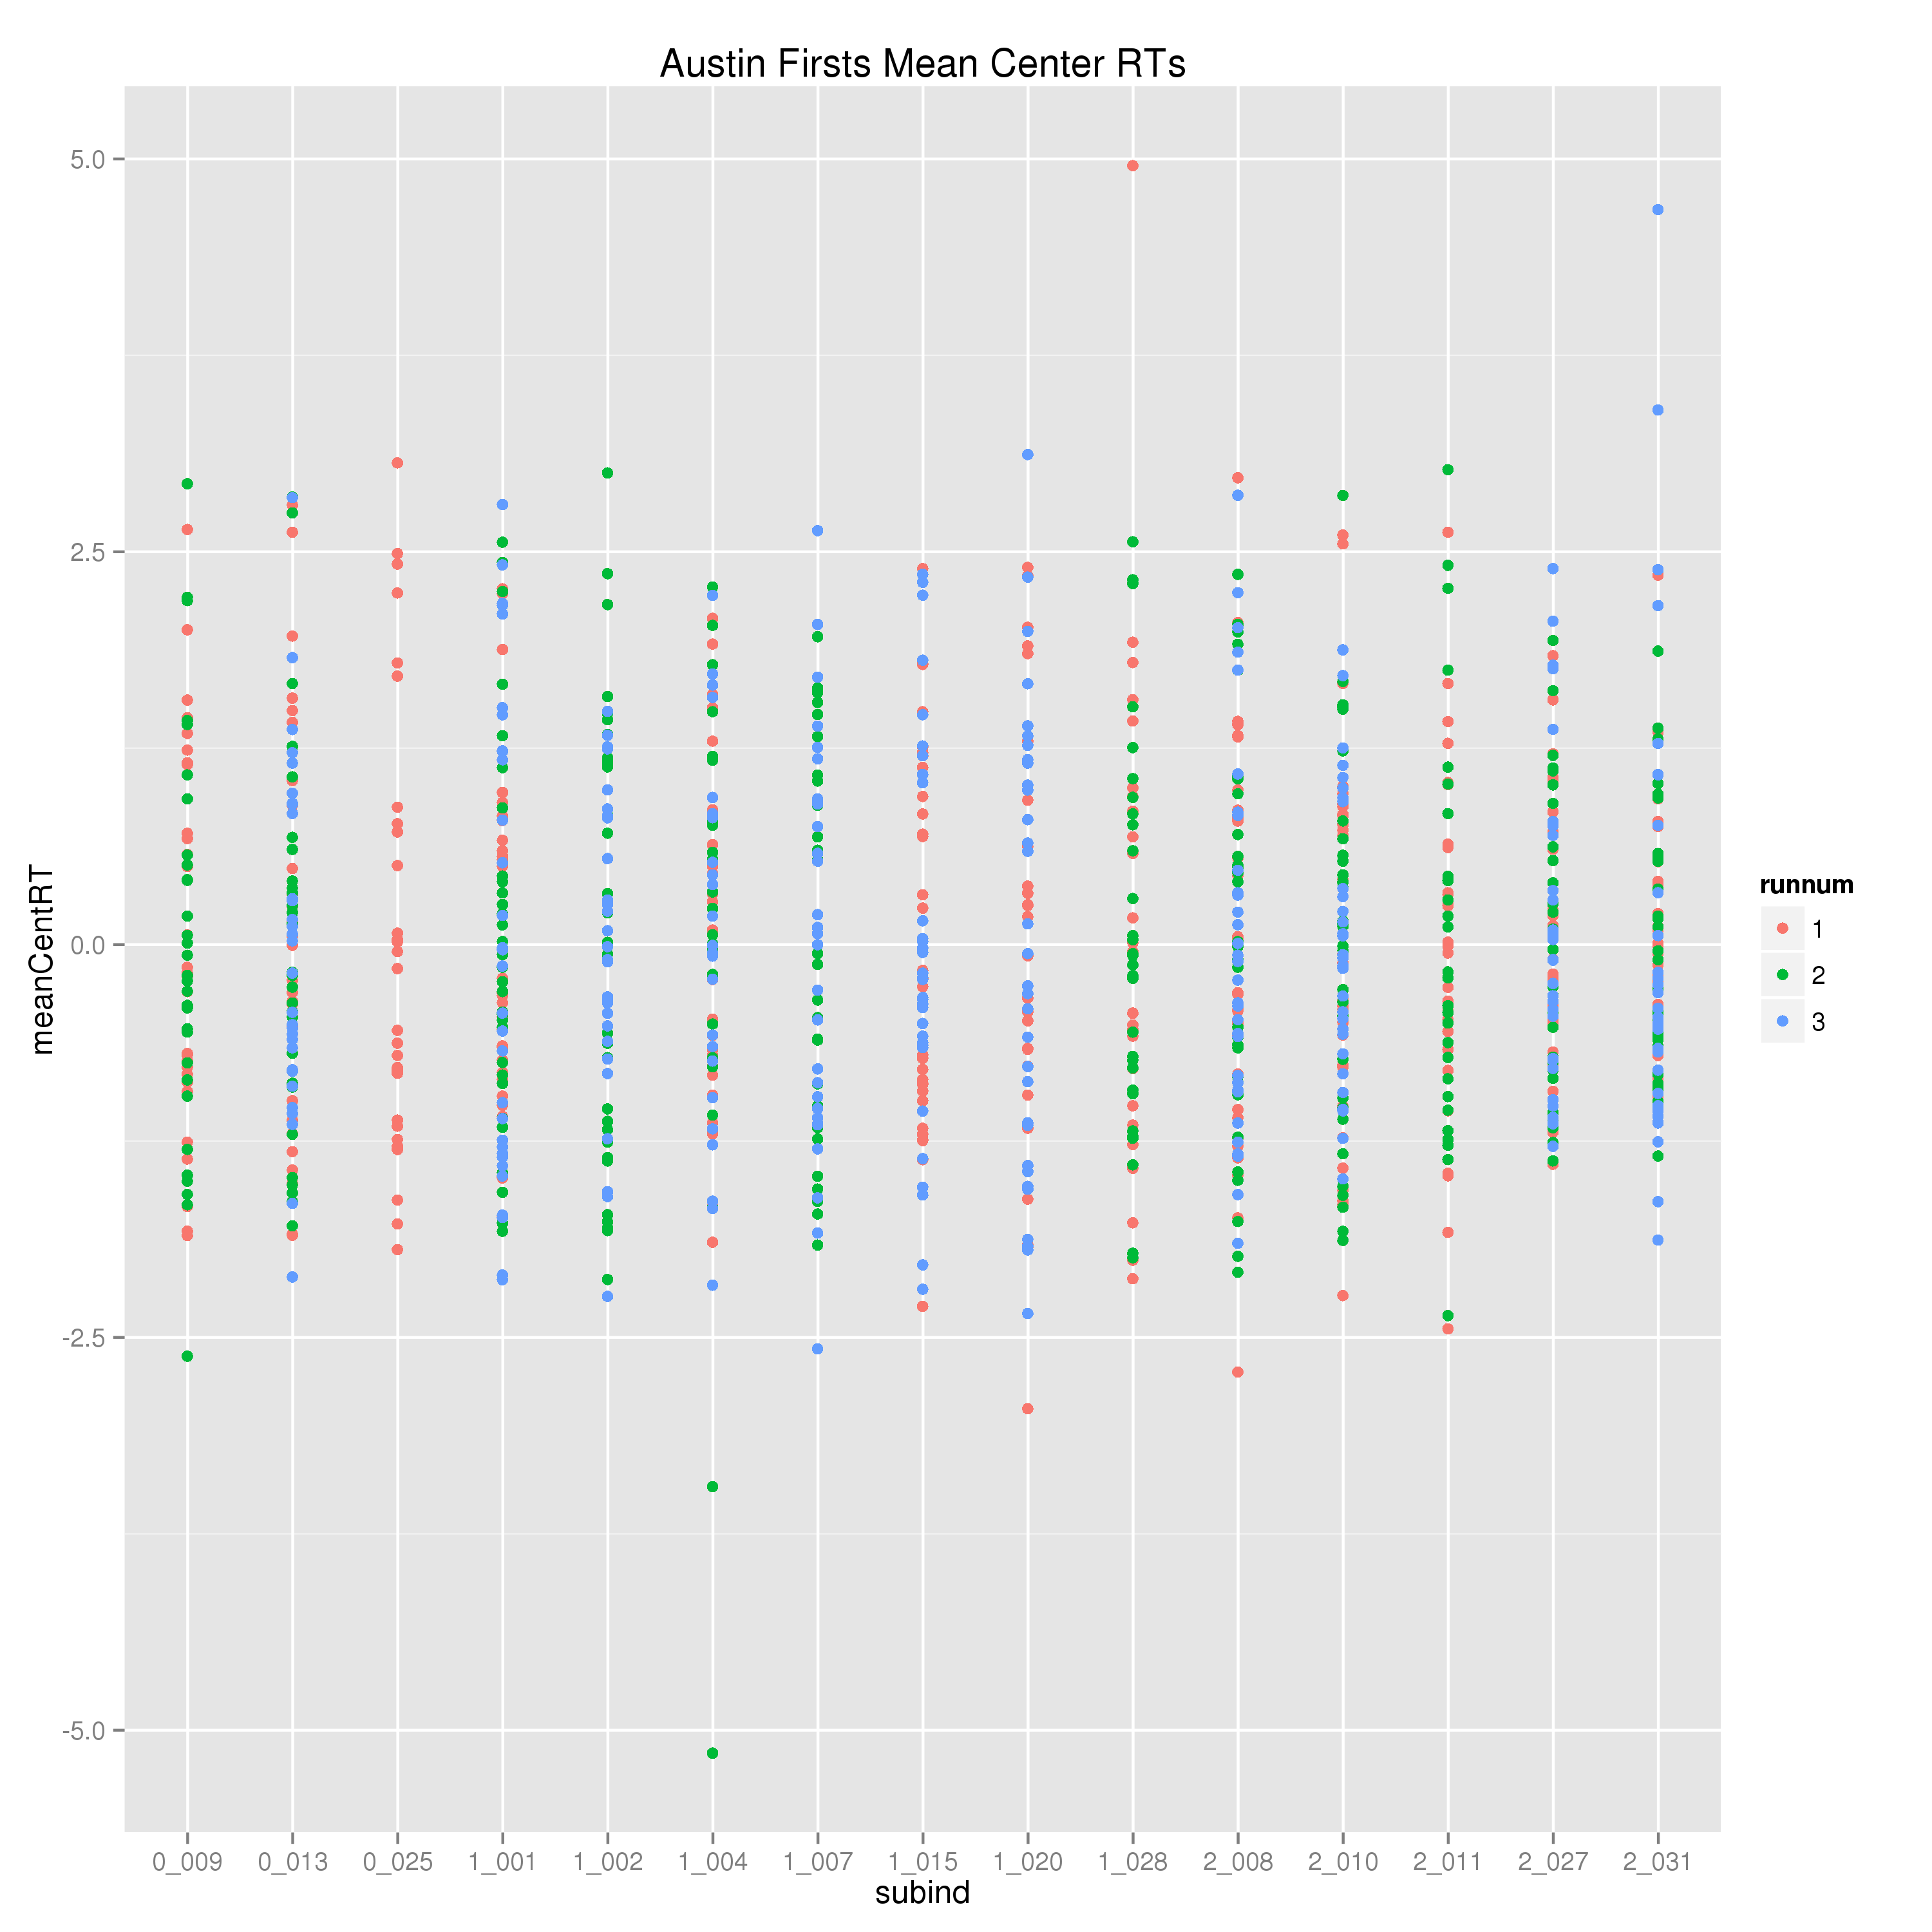 Austin Firsts Mean Center RTs
meanCentRT
5.0
2.5
0.0
-2.5
-5.0
0_009 0_013 0_025 1_001 1_002 1_004 1_007 1_015 1_020 1_028 2_008 2_010 2_011 2_027 2_031
subind
runnum
1
2
3